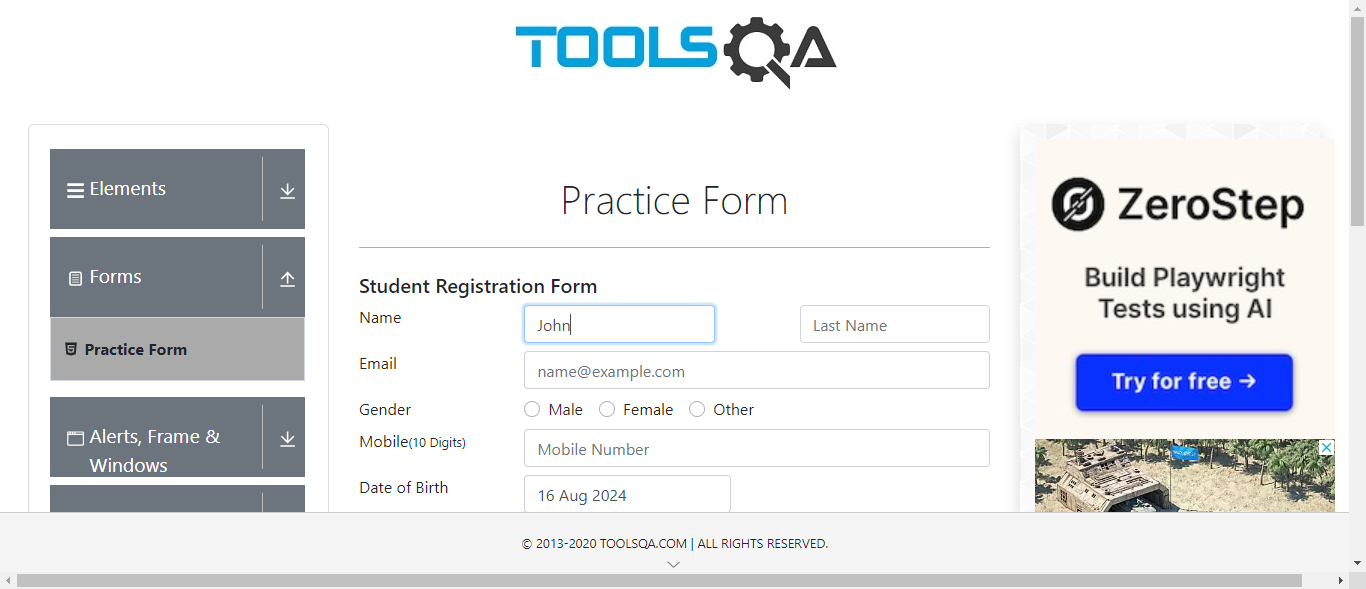 TOOLSQA
Elements
Forms
Practice Form
Alerts, Frame &
Windows
Practice Form
Student Registration Form
Name
John
Last Name
Email
name@example.com
Gender
Male
Female
Other
Mobile(10 Digits)
Mobile Number
Date of Birth
16 Aug 2024
ZeroStep
Build Playwright
Tests using AI
Try for free →
© 2013-2020 TOOLSQA.COM | ALL RIGHTS RESERVED.